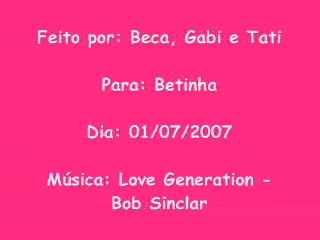 Feito por: Beca, Gabi e Tati
Para: Betinha
Dia: 01/07/2007
Música: Love Generation -
Bob Sinclar